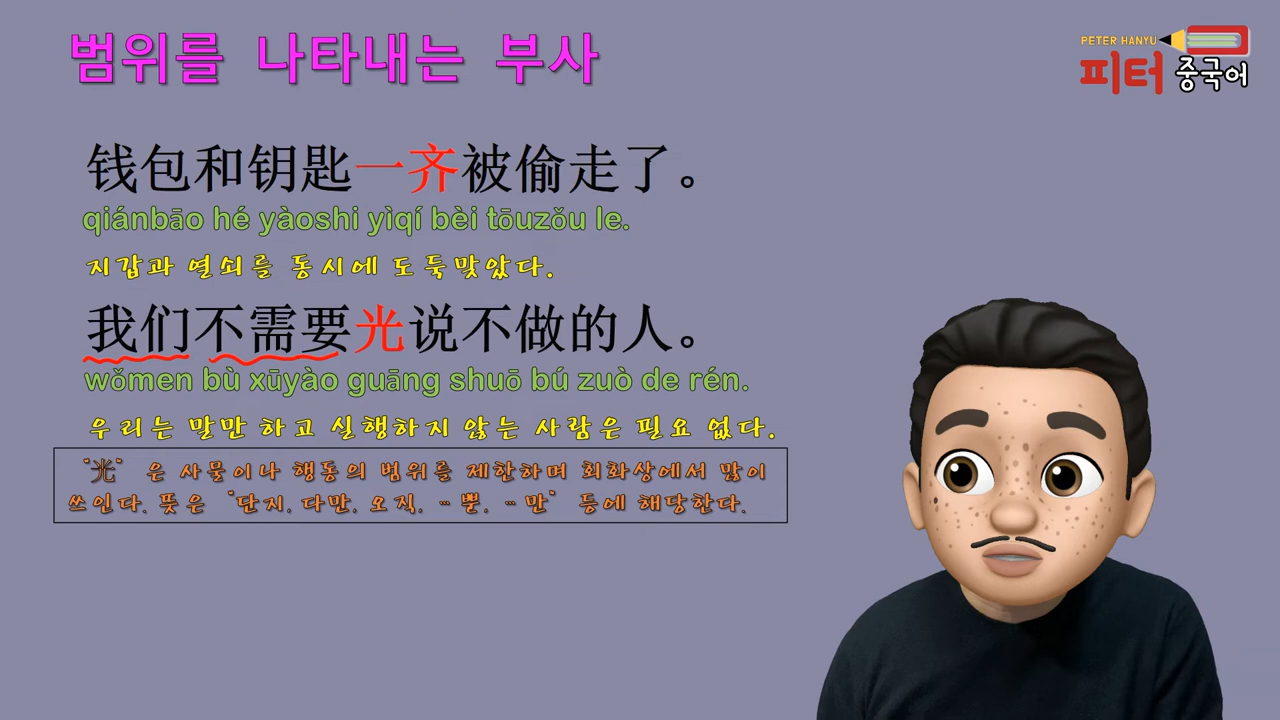 범위를 나타내는 부사
PETER HANYU
피터 중국어
钱包和钥匙一齐被偷走了。
qiánbāo hé yàoshi yìqí bèi tōuzǒu le.
지갑과 열쇠를 동시에 도둑맞았다.
我们不需要光说不做的人。
wǒmen bù xūyào guāng shuō bú zuò de rén.
우리는 말만 하고 실행하지 않는 사람은 필요 없다.
"光" 은 사물이나 행동의 범위를 제한하며 회화상에서 많이
쓰인다. 뜻은 "단지, 다만, 오직, …뿐, …만" 등에 해당한다.